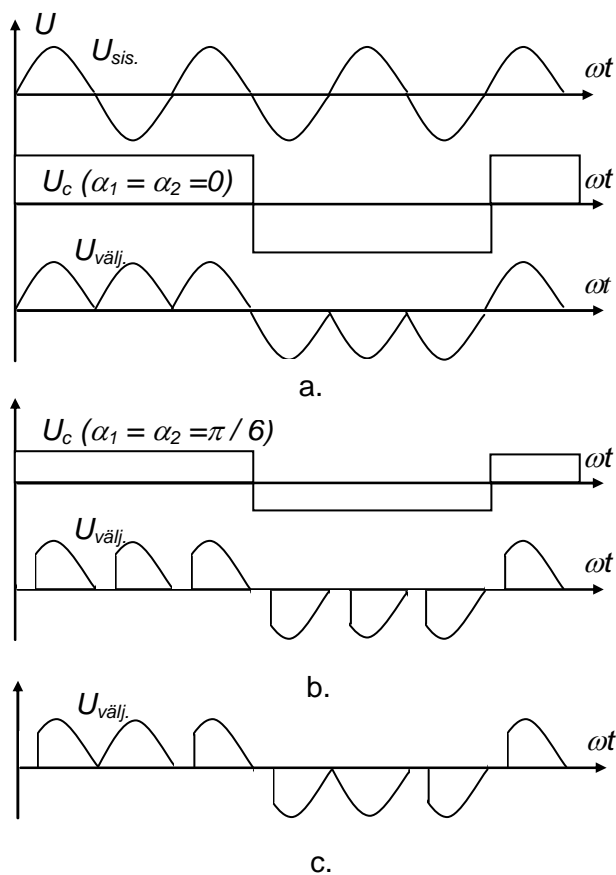 U
U_sis.
ωt
U_c (α_1 = α_2 =0)
ωt
U_välj.
ωt
a.
U_c (α_1 = α_2 =π / 6)
ωt
U_välj.
ωt
b.
U_välj.
ωt
c.